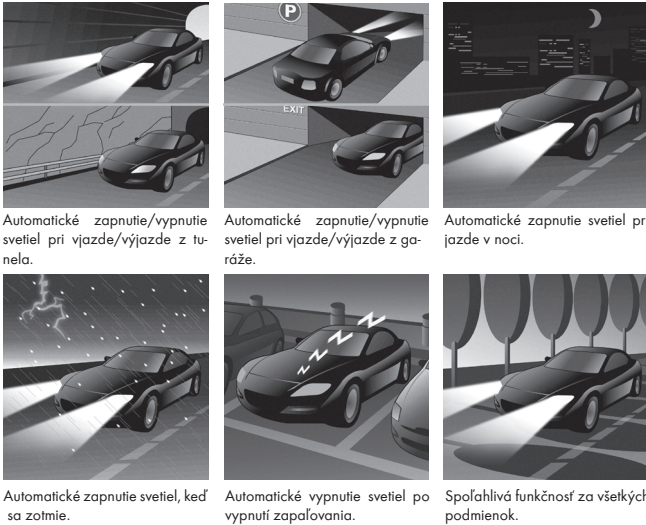 P
EXIT
Automatické zapnutie/vypnutie
svetiel pri vjazde/výjazde z tu-
nela.
Automatické zapnutie/vypnutie
svetiel pri vjazde/výjazde z ga-
ráže.
Automatické zapnutie svetiel pri
jazde v noci.
Automatické zapnutie svetiel, keď
sa zotmie.
Automatické vypnutie svetiel po
vypnutí zapaľovania.
Spoľahlivá funkčnosť za všetkých
podmienok.